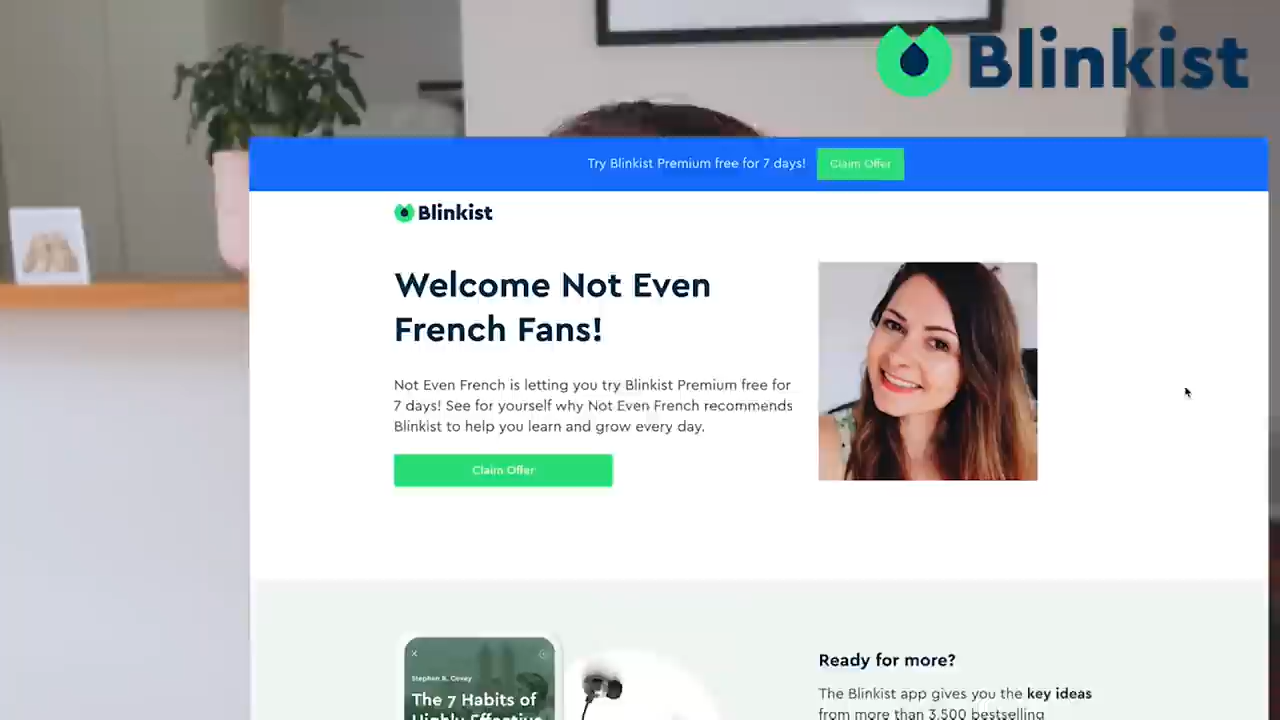 Blinkist
Try Blinkist Premium free for 7 days!
Claim Offer
Blinkist
Welcome Not Even
French Fans!
Not Even French is letting you try Blinkist Premium free for
7 days! See for yourself why Not Even French recommends
Blinkist to help you learn and grow every day.
Claim Offer
Stephen R. Covey
The 7 Habits of
Highly Effective
Ready for more?
The Blinkist app gives you the key ideas
from more than 3,500 bestselling